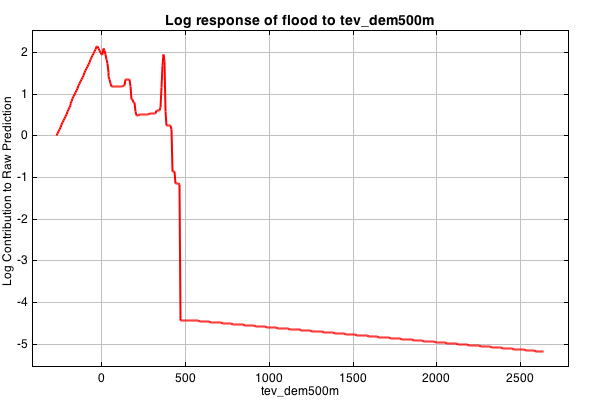 Log response of flood to tev_dem500m
Log Contribution to Raw Prediction
2
1
0
-1
-2
-3
-4
-5
0 500 1000 1500 2000 2500
tev_dem500m